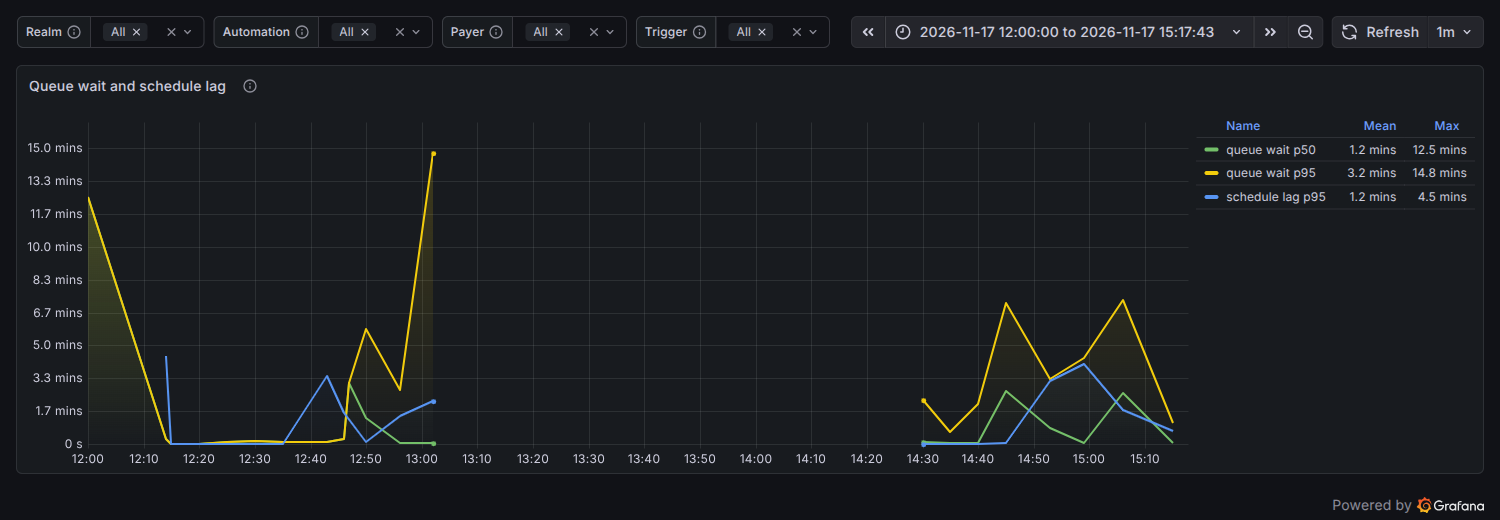 Realm All Automation All Payer All Trigger All 2026-11-17 12:00:00 to 2026-11-17 15:17:43 Refresh 1m
Queue wait and schedule lag
15.0 mins
13.3 mins
11.7 mins
10.0 mins
8.3 mins
6.7 mins
5.0 mins
3.3 mins
1.7 mins
0 s
12:00 12:10 12:20 12:30 12:40 12:50 13:00 13:10 13:20 13:30 13:40 13:50 14:00 14:10 14:20 14:30 14:40 14:50 15:00 15:10
Name Mean Max
queue wait p50 1.2 mins 12.5 mins
queue wait p95 3.2 mins 14.8 mins
schedule lag p95 1.2 mins 4.5 mins
Powered by Grafana